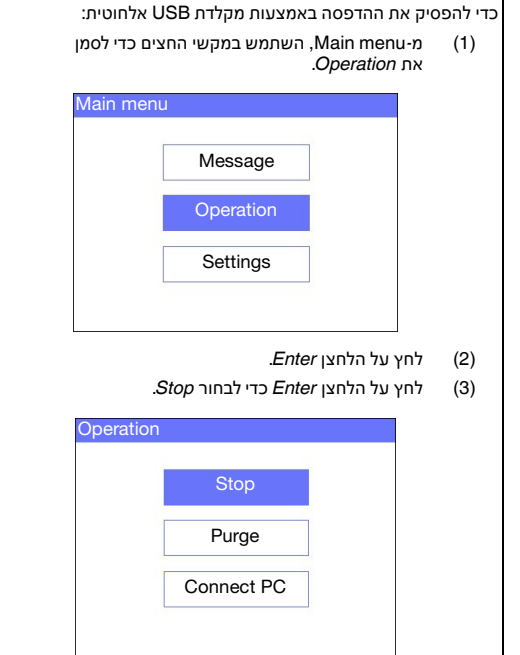 כדי להפסיק את ההדפסה באמצעות מקלדת USB אלחוטית:
(1) מ-Main menu, השתמש במקשי החצים כדי לסמן
את Operation.
Main menu
Message
Operation
Settings
(2) לחץ על הלחצן Enter.
(3) לחץ על הלחצן Enter כדי לבחור Stop.
Operation
Stop
Purge
Connect PC